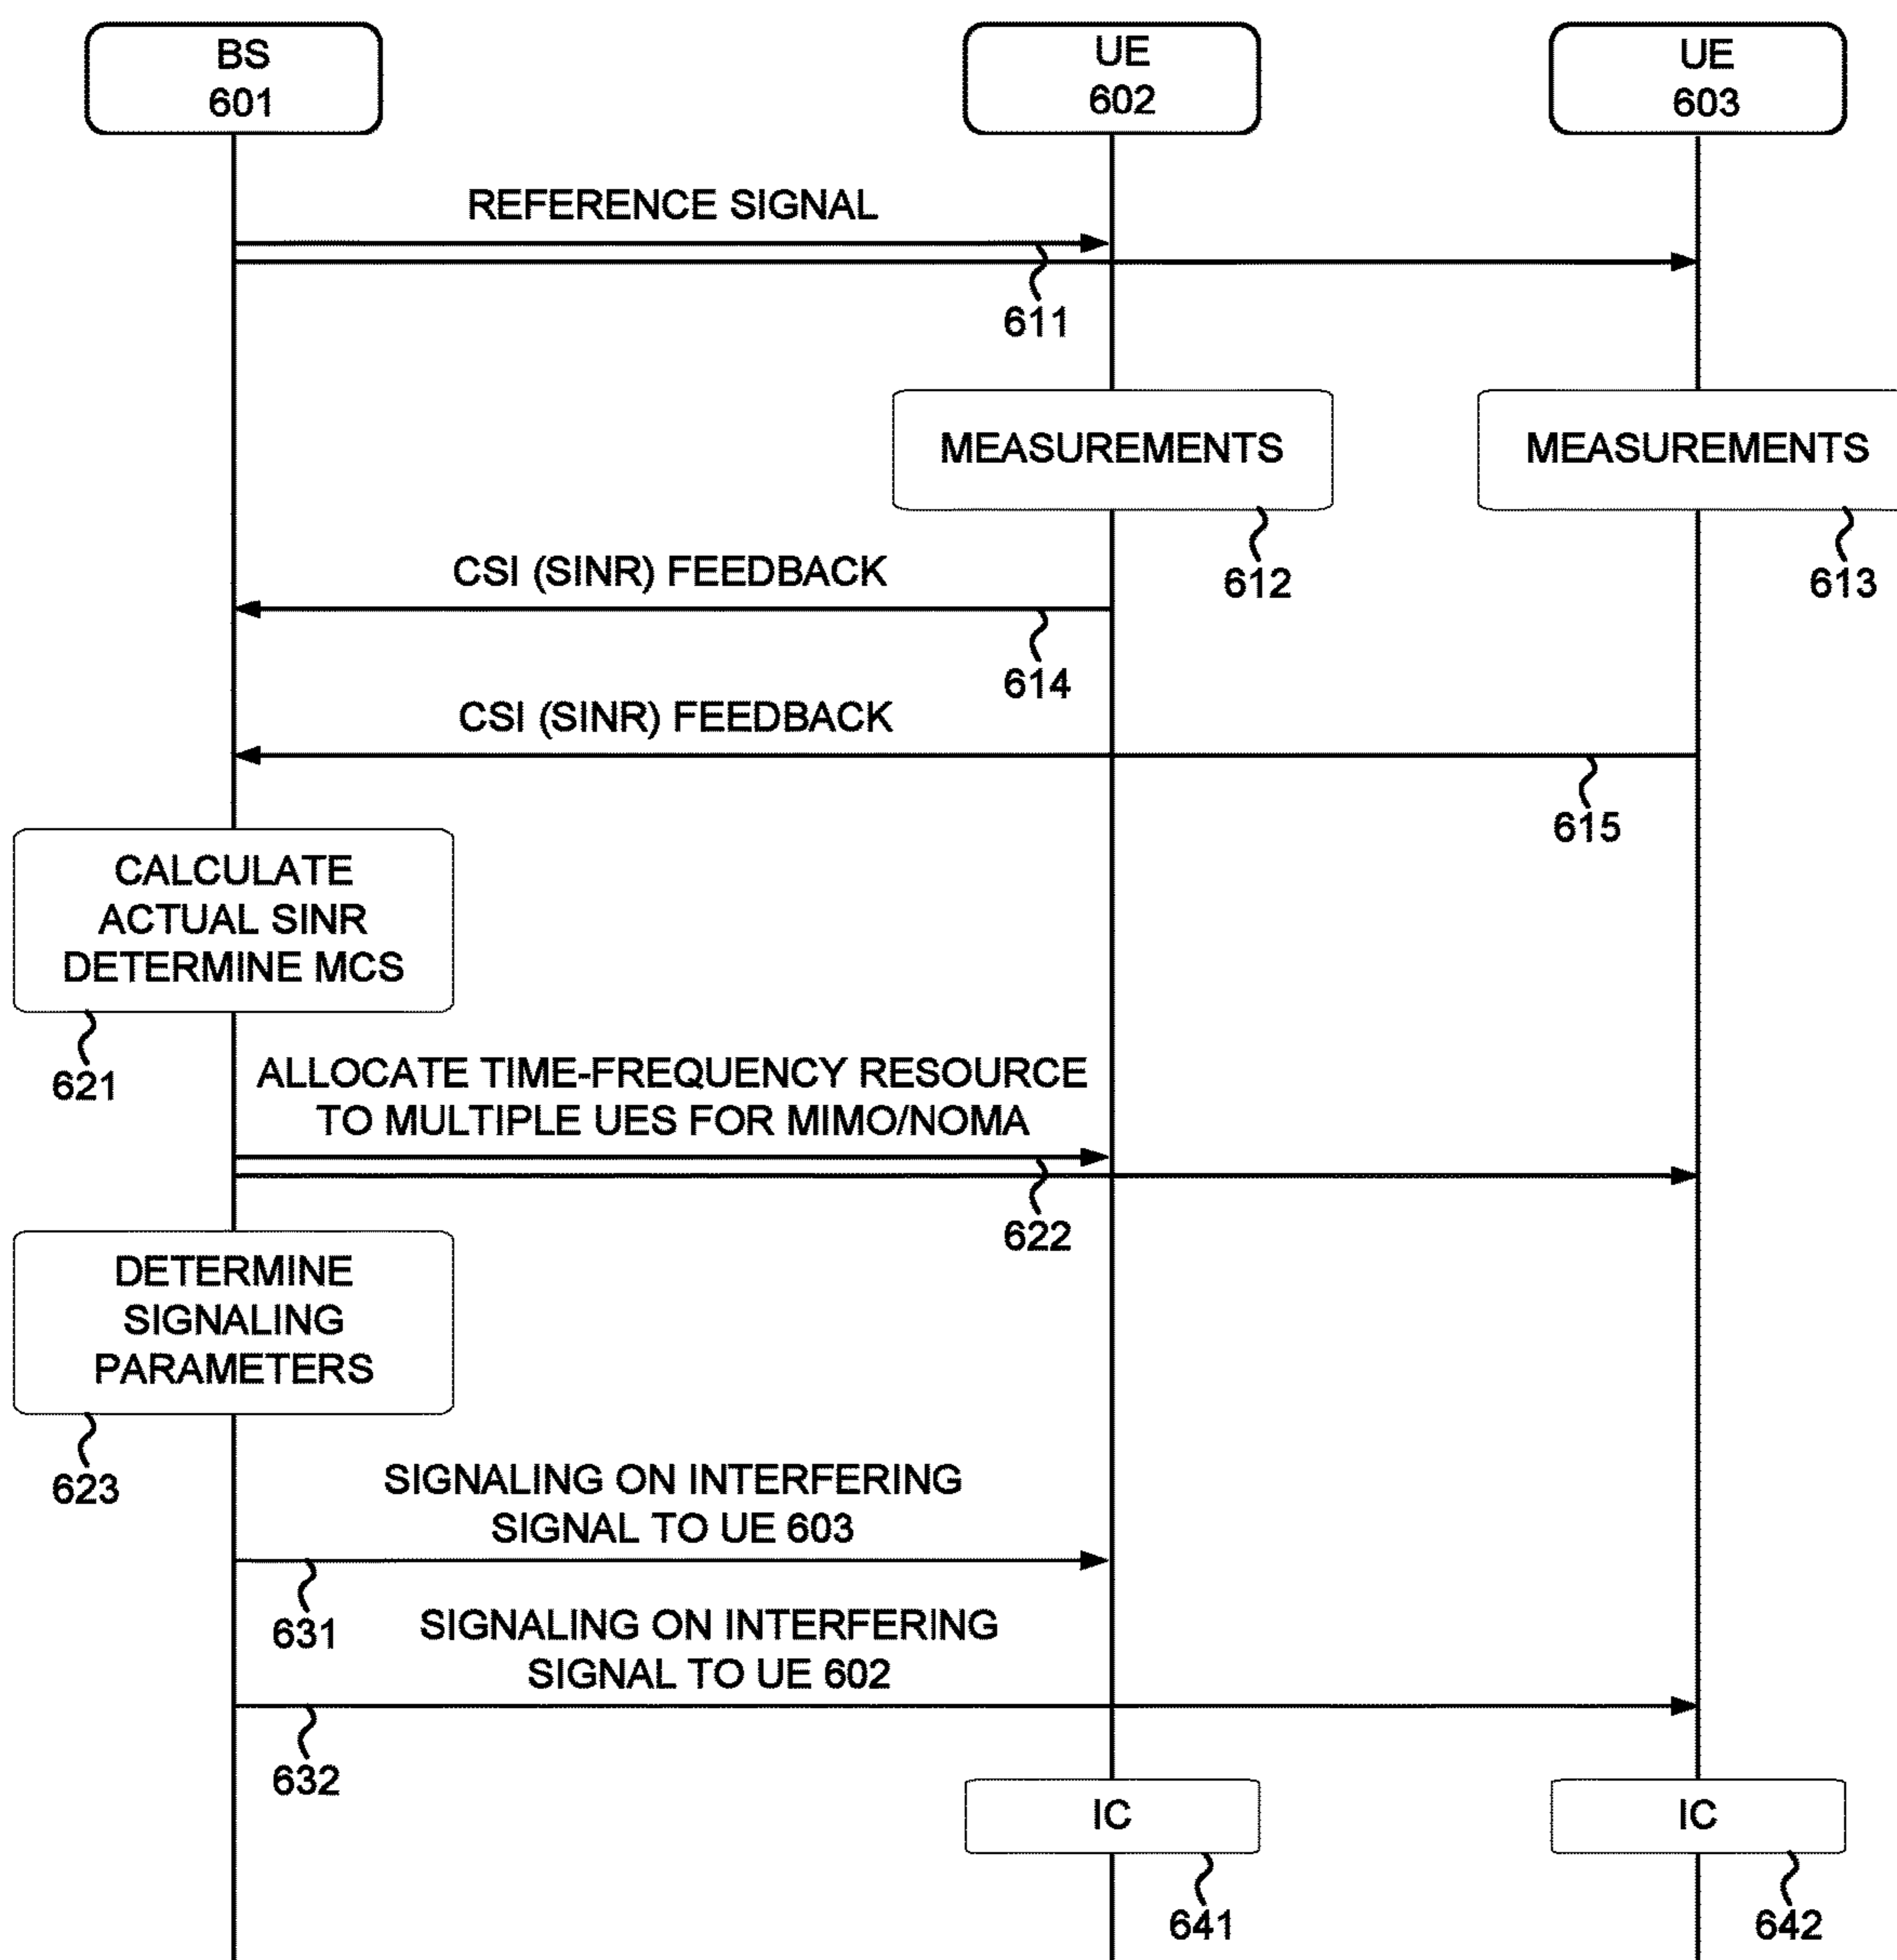 BS
601
UE
602
UE
603
REFERENCE SIGNAL
611
MEASUREMENTS
MEASUREMENTS
612
613
CSI (SINR) FEEDBACK
614
CSI (SINR) FEEDBACK
615
CALCULATE
ACTUAL SINR
DETERMINE MCS
621
ALLOCATE TIME-FREQUENCY RESOURCE
TO MULTIPLE UES FOR MIMO/NOMA
622
DETERMINE
SIGNALING
PARAMETERS
623
SIGNALING ON INTERFERING
SIGNAL TO UE 603
631
SIGNALING ON INTERFERING
SIGNAL TO UE 602
632
IC
IC
641
642